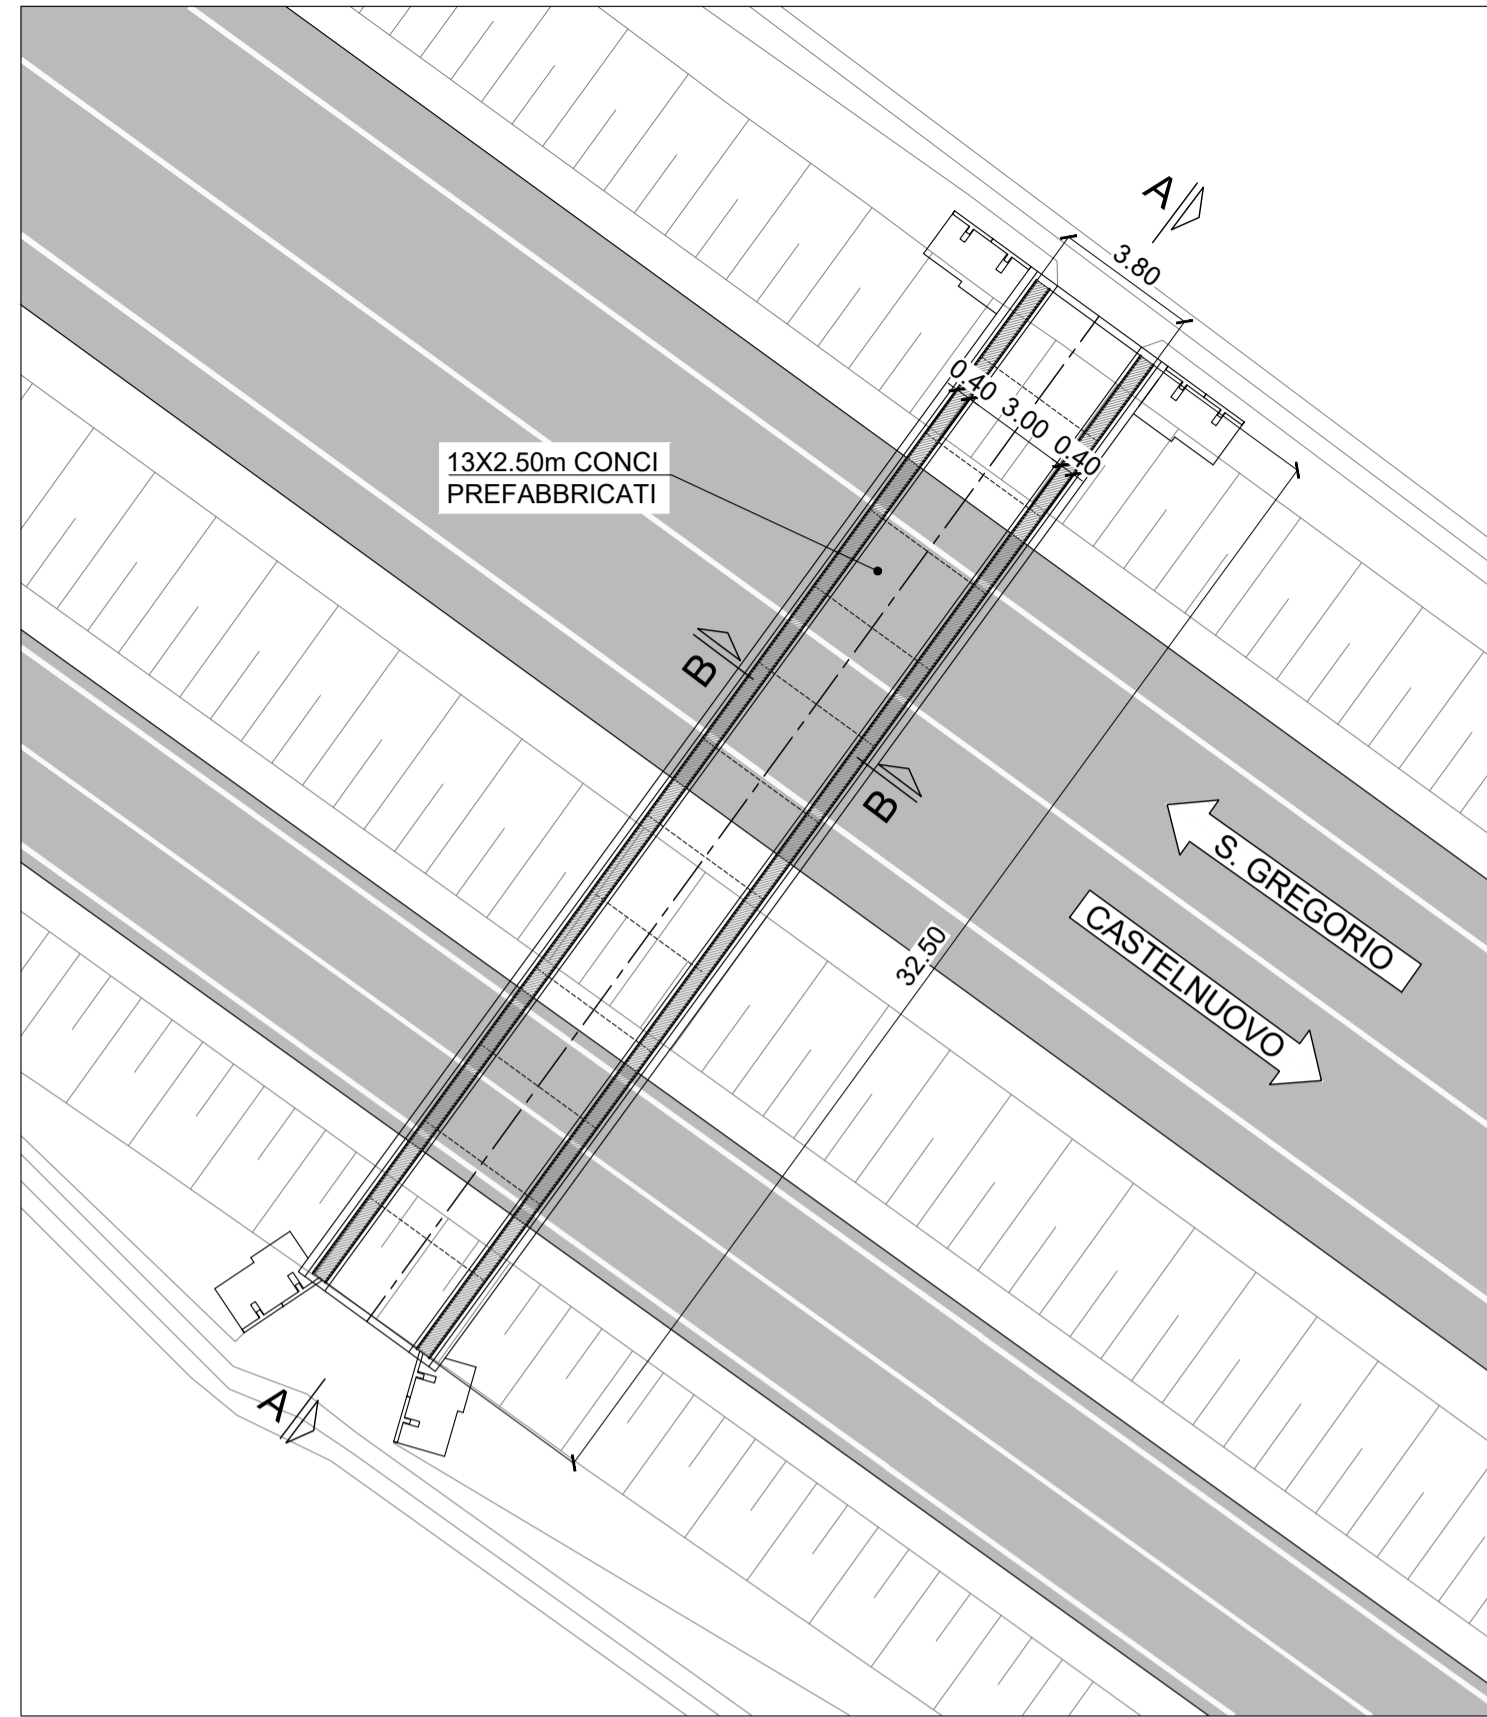 A
3.80
0.40
3.00
0.40
13X2.50m CONCI
PREFABBRICATI
B
B
S. GREGORIO
CASTELNUOVO
32.50
A